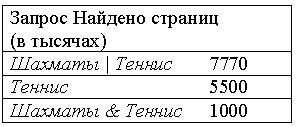 Запрос Найдено страниц
(в тысячах)
Шахматы | Теннис 7770
Теннис 5500
Шахматы & Теннис 1000